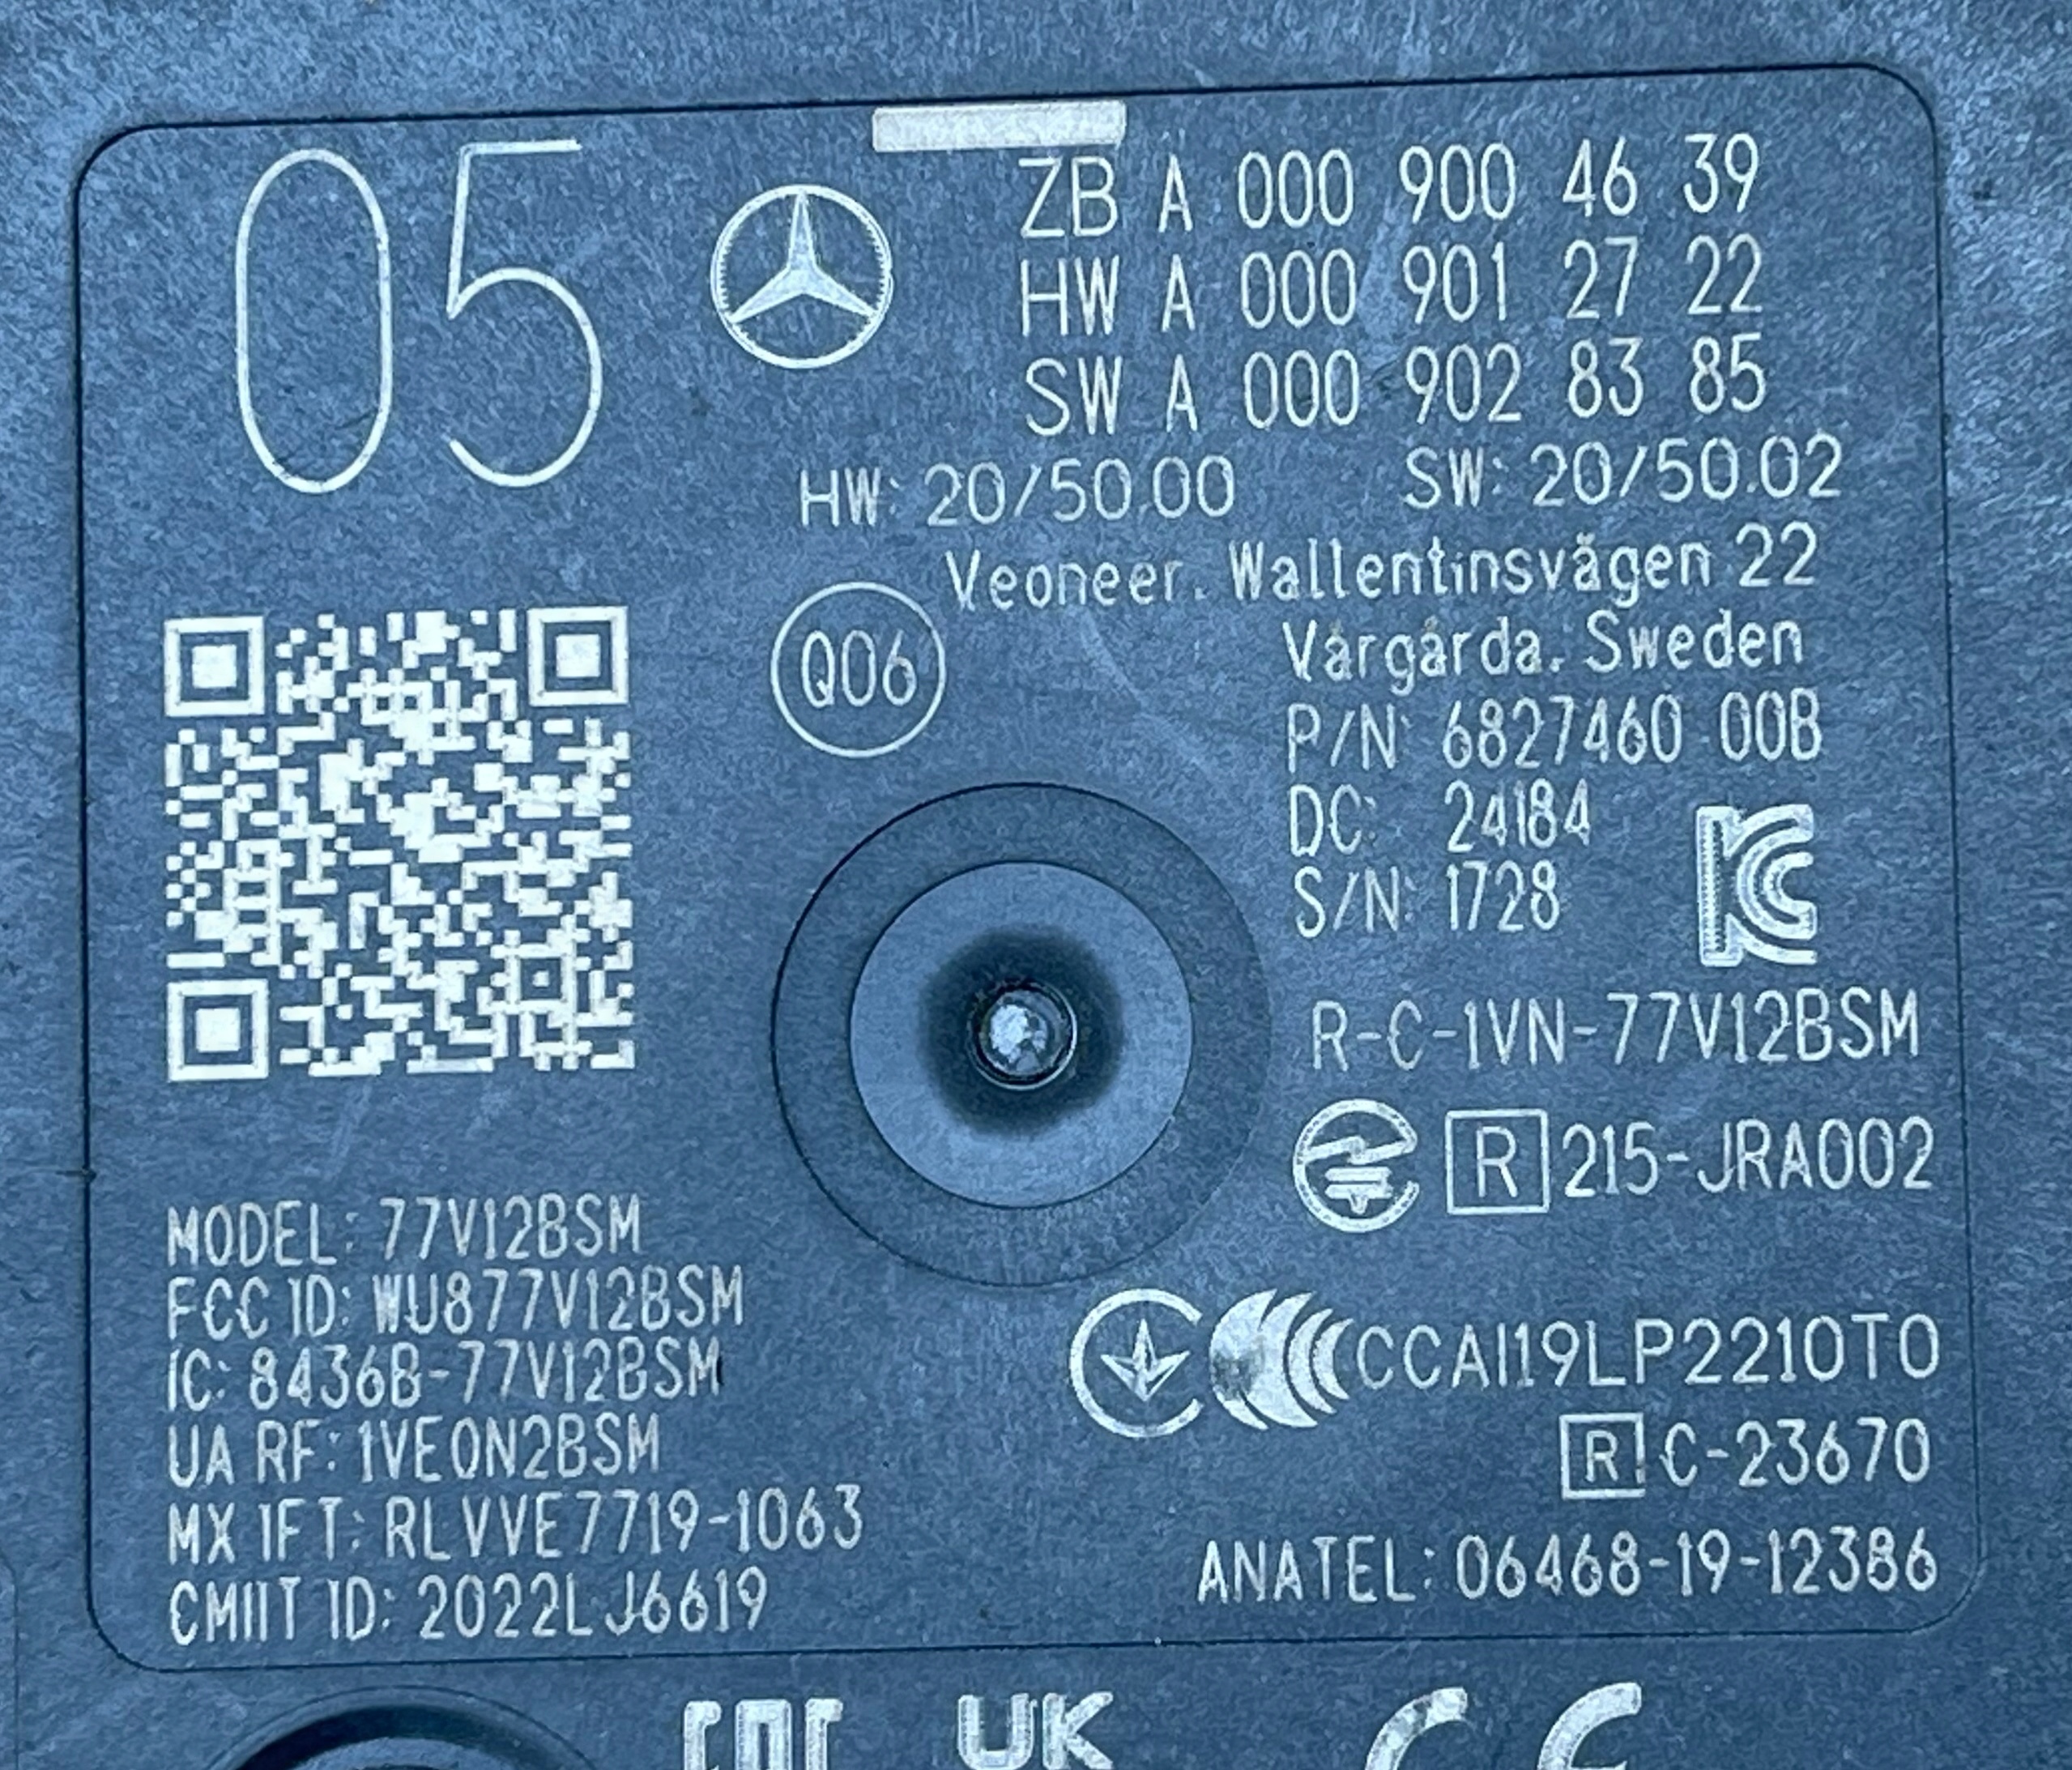 05
ZB A 000 900 46 39
HW A 000 901 27 22
SW A 000 902 83 85
HW: 20/50.00 SW: 20/50.02
Veoneer. Wallentinsvägen 22
Vårgårda. Sweden
Q06
P/N: 6827460 00B
DC: 24184
S/N: 1728
R-C-1VN-77V12BSM
R 215-JRA002
MODEL: 77V12BSM
FCC ID: WU877V12BSM
IC: 8436B-77V12BSM
UA RF: 1VEON2BSM
MX IFT: RLVVE7719-1063
CMIIT ID: 2022LJ6619
CCAI19LP2210T0
R C-23670
ANATEL: 06468-19-12386
EAC UK CE